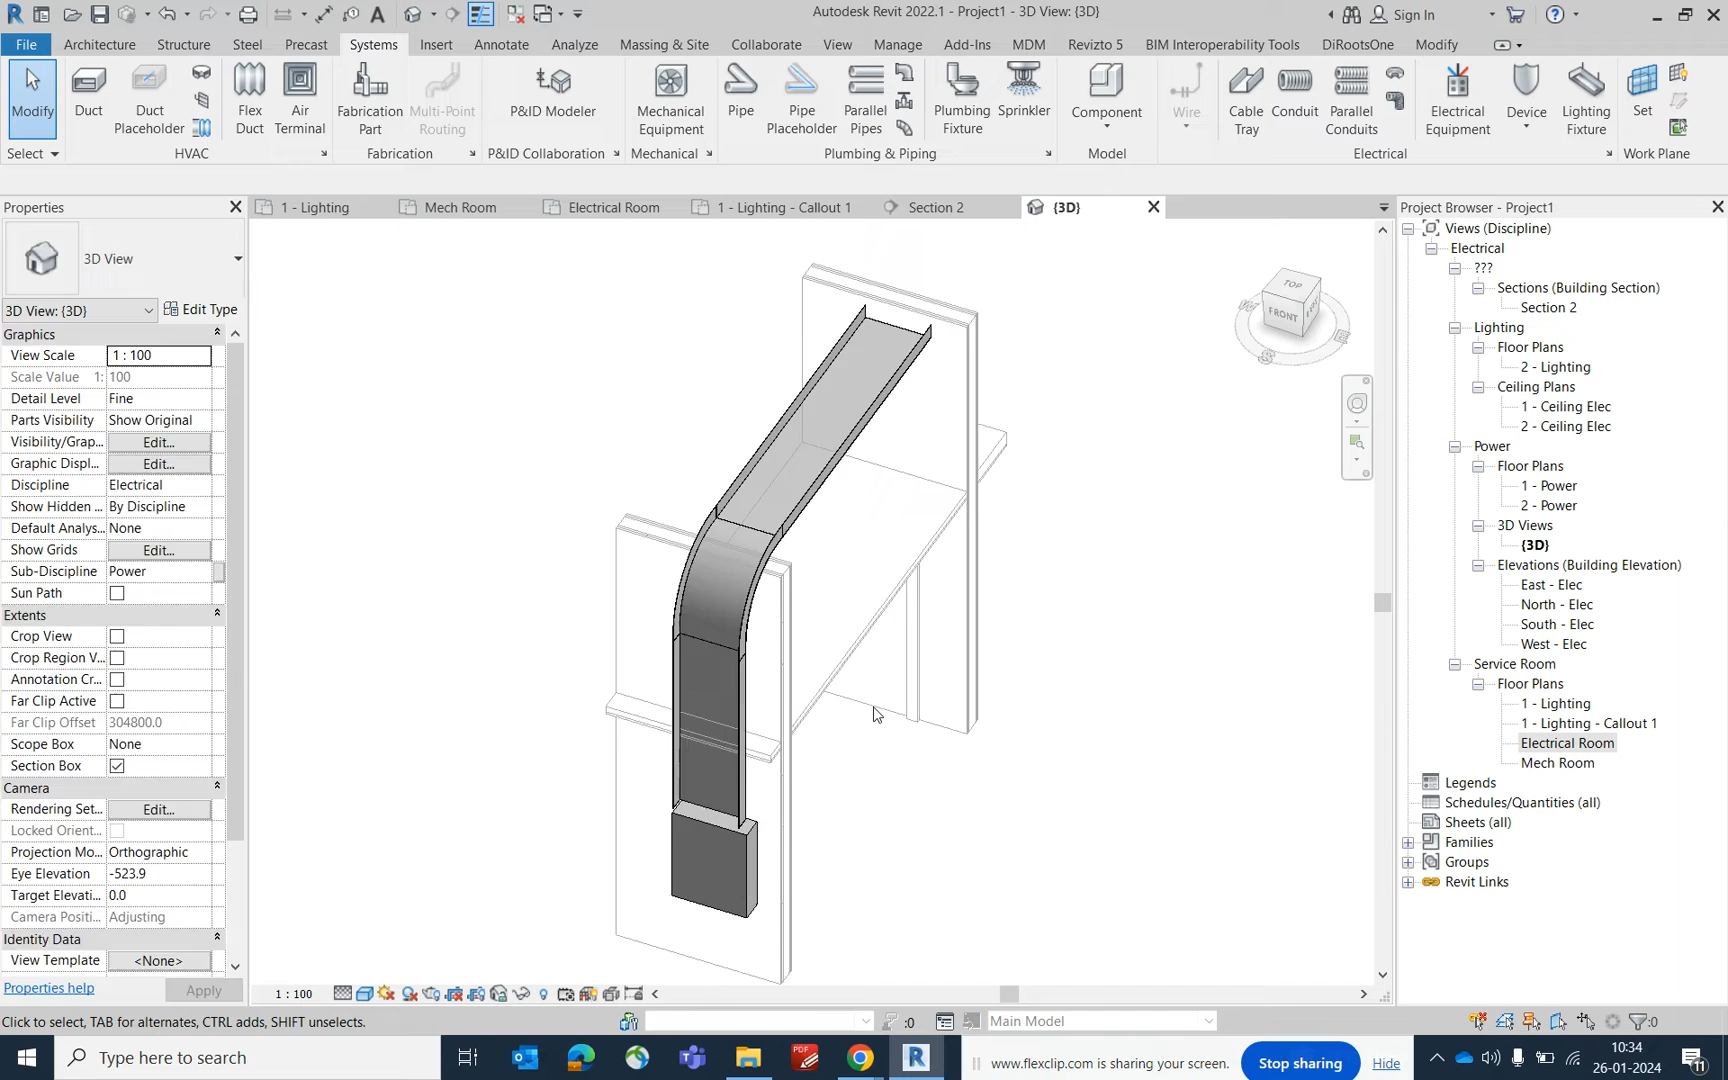 Autodesk Revit 2022.1 - Project1 - 3D View: {3D}
Sign In
File Architecture Structure Steel Precast Systems Insert Annotate Analyze Massing & Site Collaborate View Manage Add-Ins MDM Revizto 5 BIM Interoperability Tools DiRootsOne Modify
Modify
Duct
Duct Placeholder
Flex Duct
Air Terminal
Fabrication Part
Multi-Point Routing
P&ID Modeler
Mechanical Equipment
Pipe
Pipe Placeholder
Parallel Pipes
Plumbing Fixture
Sprinkler
Component
Wire
Cable Tray
Conduit
Parallel Conduits
Electrical Equipment
Device
Lighting Fixture
Set
Select HVAC Fabrication P&ID Collaboration Mechanical Plumbing & Piping Model Electrical Work Plane
Properties
1 - Lighting Mech Room Electrical Room 1 - Lighting - Callout 1 Section 2 {3D}
3D View
3D View: {3D} Edit Type
Graphics
View Scale 1 : 100
Scale Value 1: 100
Detail Level Fine
Parts Visibility Show Original
Visibility/Grap... Edit...
Graphic Displ... Edit...
Discipline Electrical
Show Hidden ... By Discipline
Default Analys... None
Show Grids Edit...
Sub-Discipline Power
Sun Path
Extents
Crop View
Crop Region V...
Annotation Cr...
Far Clip Active
Far Clip Offset 304800.0
Scope Box None
Section Box
Camera
Rendering Set... Edit...
Locked Orient...
Projection Mo... Orthographic
Eye Elevation -523.9
Target Elevati... 0.0
Camera Positi... Adjusting
Identity Data
View Template <None>
Properties help Apply
TOP
FRONT
W
S
E
Project Browser - Project1
Views (Discipline)
Electrical
???
Sections (Building Section)
Section 2
Lighting
Floor Plans
2 - Lighting
Ceiling Plans
1 - Ceiling Elec
2 - Ceiling Elec
Power
Floor Plans
1 - Power
2 - Power
3D Views
{3D}
Elevations (Building Elevation)
East - Elec
North - Elec
South - Elec
West - Elec
Service Room
Floor Plans
1 - Lighting
1 - Lighting - Callout 1
Electrical Room
Mech Room
Legends
Schedules/Quantities (all)
Sheets (all)
Families
Groups
Revit Links
1 : 100
Click to select, TAB for alternates, CTRL adds, SHIFT unselects.
:0
Main Model
:0
Type here to search
www.flexclip.com is sharing your screen.
Stop sharing
Hide
10:34
26-01-2024
11